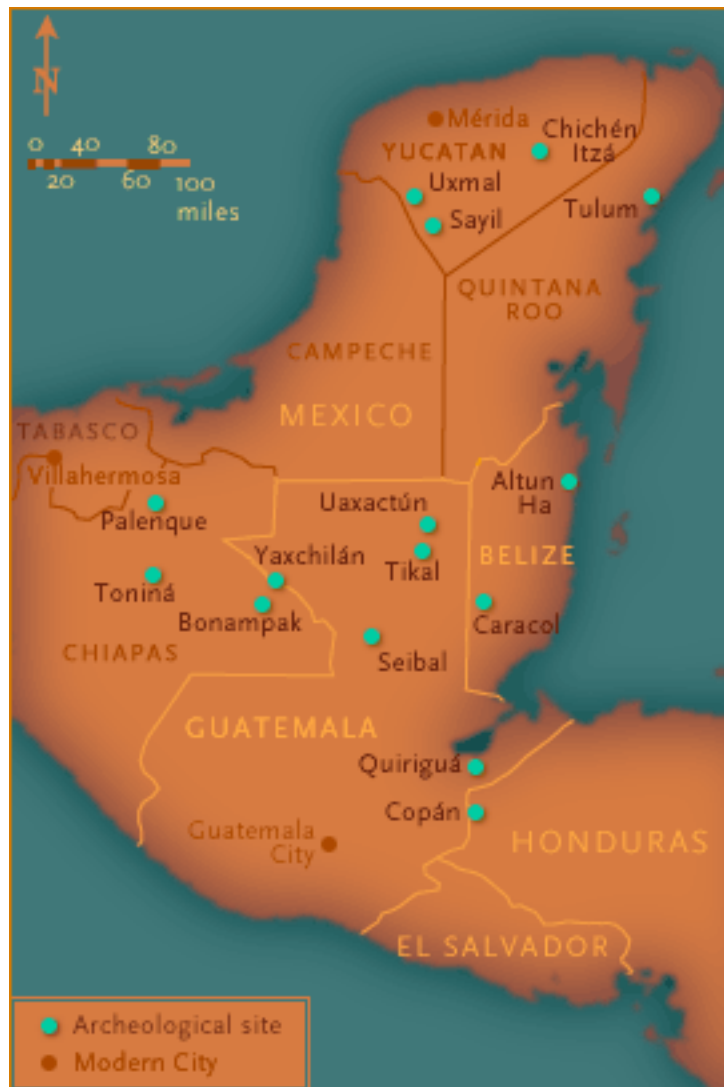 N
0 40 80
20 60 100
miles
Mérida
Chichén
Itzá
YUCATAN
Uxmal
Sayil
Tulum
QUINTANA
ROO
CAMPECHE
MEXICO
TABASCO
Villahermosa
Palenque
Uaxactún
Altun
Ha
Yaxchilán
Tikal
BELIZE
Toniná
Bonampak
Caracol
CHIAPAS
Seibal
GUATEMALA
Quiriguá
Copán
Guatemala
City
HONDURAS
EL SALVADOR
Archeological site
Modern City